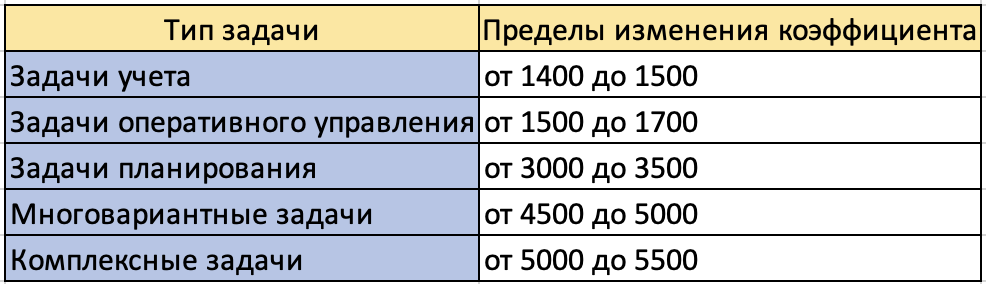 Тип задачи Пределы изменения коэффициента
Задачи учета от 1400 до 1500
Задачи оперативного управления от 1500 до 1700
Задачи планирования от 3000 до 3500
Многовариантные задачи от 4500 до 5000
Комплексные задачи от 5000 до 5500